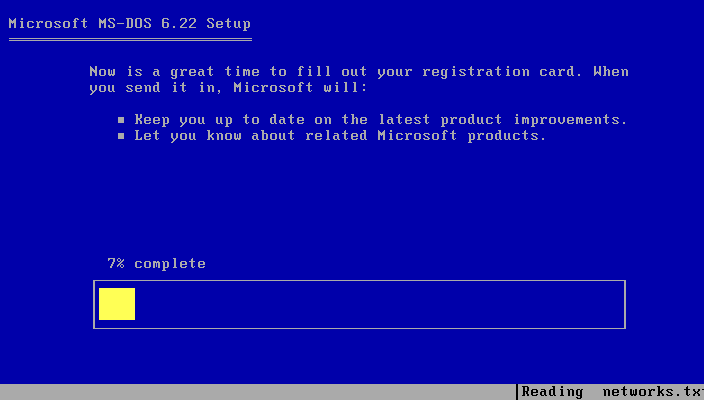 Microsoft MS-DOS 6.22 Setup
Now is a great time to fill out your registration card. When
you send it in, Microsoft will:
■ Keep you up to date on the latest product improvements.
■ Let you know about related Microsoft products.
7% complete
Reading networks.tx